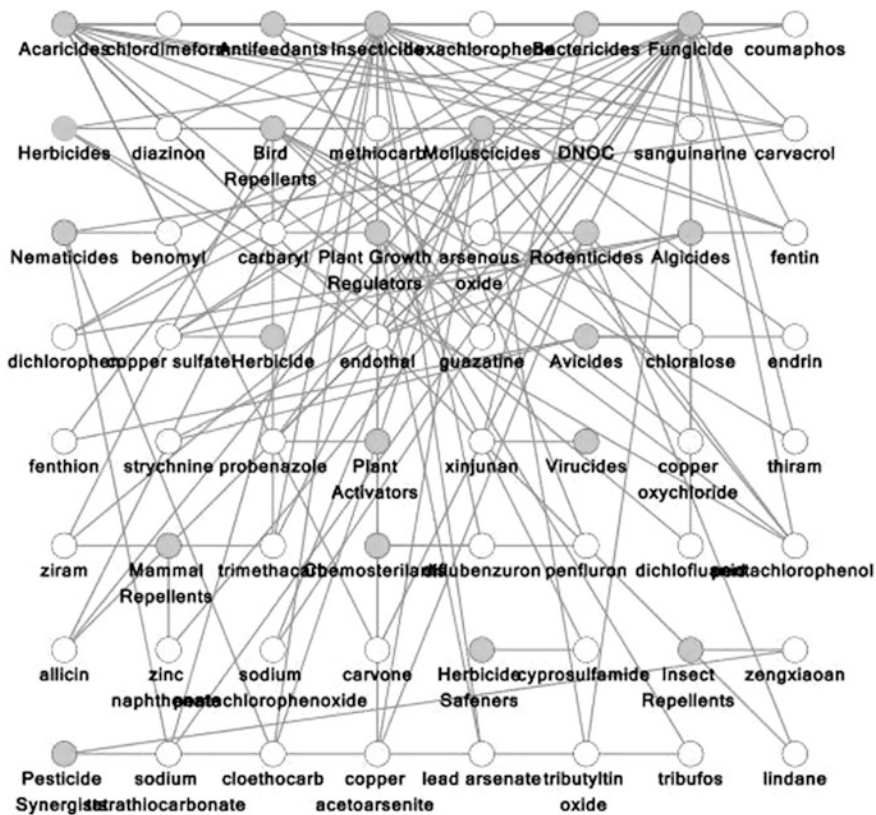 Acaricides chlordimeform Antifeedants Insecticide hexachlorophene Bactericides Fungicide coumaphos
Herbicides diazinon Bird methiocarb Molluscicides DNOC sanguinarine carvacrol
Repellents
Nematicides benomyl carbaryl Plant Growth arsenous Rodenticides Algicides fentin
Regulators oxide
dichlorophen copper sulfate Herbicide endothal guazatine Avicides chloralose endrin
fenthion strychnine probenazole Plant xinjunan Virucides copper thiram
Activators oxychloride
ziram Mammal trimethacarb Chemosterilants diflubenzuron penfluron dichlofluanid pentachlorophenol
Repellents
allicin zinc sodium carvone Herbicide cyprosulfamide Insect zengxiaoan
naphthenate pentachlorophenoxide Safeners Repellents
Pesticide sodium cloethocarb copper lead arsenate tributyltin tribufos lindane
Synergists tetrathiocarbonate acetoarsenite oxide